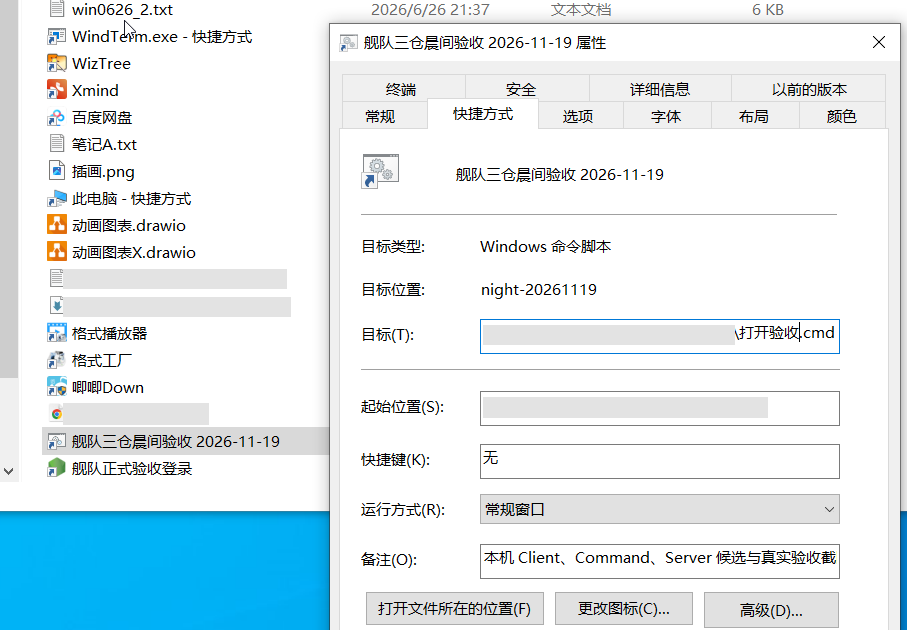 win0626_2.txt 2026/6/26 21:37 文本文档 6 KB
WindTerm.exe - 快捷方式
WizTree
Xmind
百度网盘
笔记A.txt
插画.png
此电脑 - 快捷方式
动画图表.drawio
动画图表X.drawio
格式播放器
格式工厂
唧唧Down
舰队三仓晨间验收 2026-11-19
舰队正式验收登录
舰队三仓晨间验收 2026-11-19 属性
终端 安全 详细信息 以前的版本
常规 快捷方式 选项 字体 布局 颜色
舰队三仓晨间验收 2026-11-19
目标类型: Windows 命令脚本
目标位置: night-20261119
目标(T): \打开验收.cmd
起始位置(S):
快捷键(K): 无
运行方式(R): 常规窗口
备注(O): 本机 Client、Command、Server 候选与真实验收截
打开文件所在的位置(F) 更改图标(C)... 高级(D)...